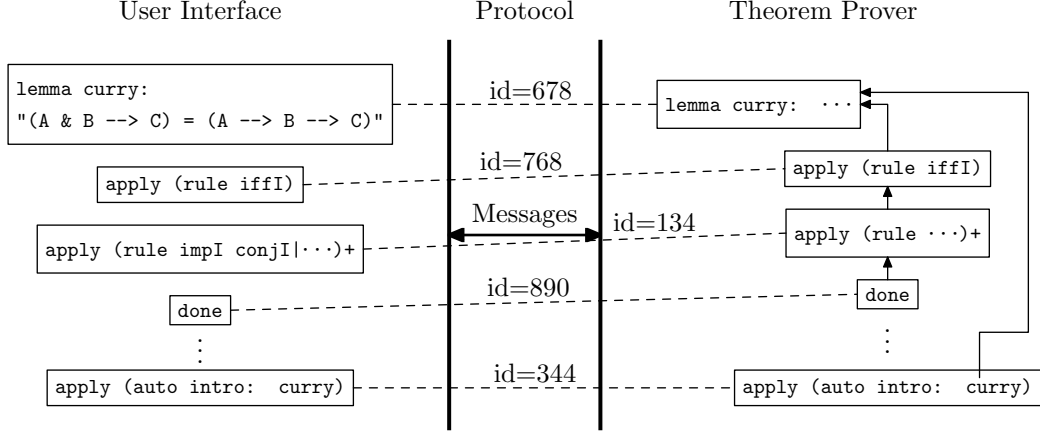 User Interface
Protocol
Theorem Prover
lemma curry:
"(A & B --> C) = (A --> B --> C)"
id=678
lemma curry: ···
apply (rule iffI)
id=768
apply (rule iffI)
Messages
apply (rule impI conjI|···)+
id=134
apply (rule ···)+
done
id=890
done
⋮
⋮
apply (auto intro: curry)
id=344
apply (auto intro: curry)